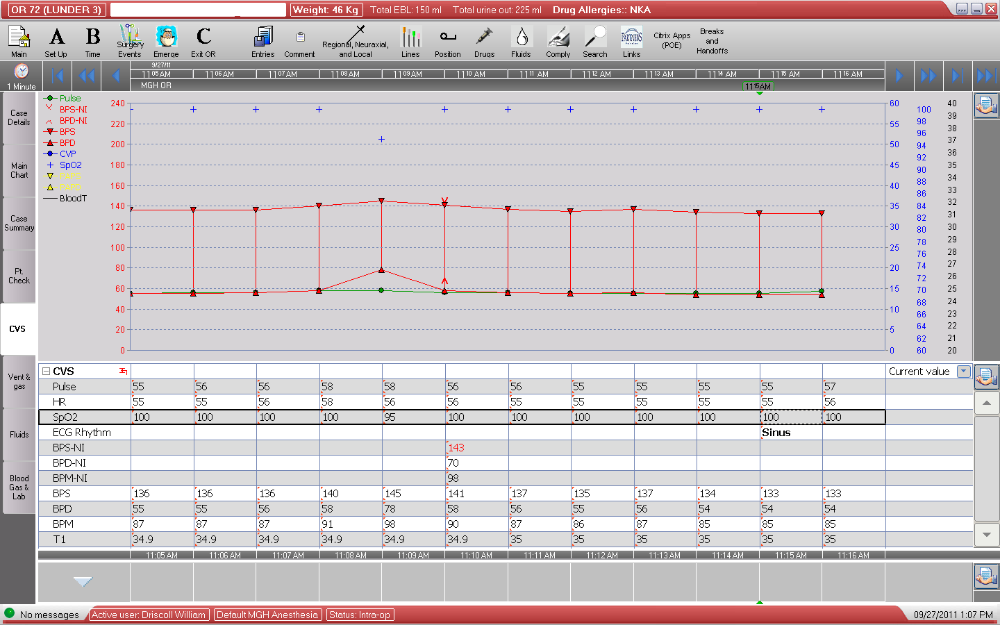 OR 72 (LUNDER 3) Weight: 46 Kg Total EBL: 150 ml Total urine out: 225 ml Drug Allergies:: NKA
Main Set Up Time Surgery Events Emerge Exit OR Entries Comment Regional, Neuraxial, and Local Lines Position Drugs Fluids Comply Search Links Citrix Apps (POE) Breaks and Handoffs
9/27/11
11 05 AM 11 06 AM 11 07 AM 11 08 AM 11 09 AM 11 10 AM 11 11 AM 11 12 AM 11 13 AM 11 14 AM 11 15 AM 11 16 AM
1 Minute MGH OR 11 15 AM
Case Details
Main Chart
Case Summary
Pt. Check
CVS
Vent & gas
Fluids
Blood Gas & Lab
Pulse
BPS-NI
BPD-NI
BPS
BPD
CVP
SpO2
PAPS
PAPD
BloodT
240
220
200
180
160
140
120
100
80
60
40
20
0
60
55
50
45
40
35
30
25
20
15
10
5
0
100
98
96
94
92
90
88
86
84
82
80
78
76
74
72
70
68
66
64
62
60
40
39
38
37
36
35
34
33
32
31
30
29
28
27
26
25
24
23
22
21
20
CVS Current value
Pulse 55 56 56 58 58 56 56 55 55 55 55 57
HR 55 55 56 58 56 56 55 55 55 55 55 56
SpO2 100 100 100 100 95 100 100 100 100 100 100 100
ECG Rhythm Sinus
BPS-NI 143
BPD-NI 70
BPM-NI 98
BPS 136 136 136 140 145 141 137 135 137 134 133 133
BPD 55 55 56 58 78 58 56 55 56 54 54 54
BPM 87 87 87 91 98 90 87 86 87 85 85 85
T1 34.9 34.9 34.9 34.9 34.9 34.9 35 35 35 35 35 35
11:05 AM 11:06 AM 11:07 AM 11:08 AM 11:09 AM 11:10 AM 11:11 AM 11:12 AM 11:13 AM 11:14 AM 11:15 AM 11:16 AM
No messages Active user: Driscoll William Default MGH Anesthesia Status: Intra-op 09/27/2011 1:07 PM